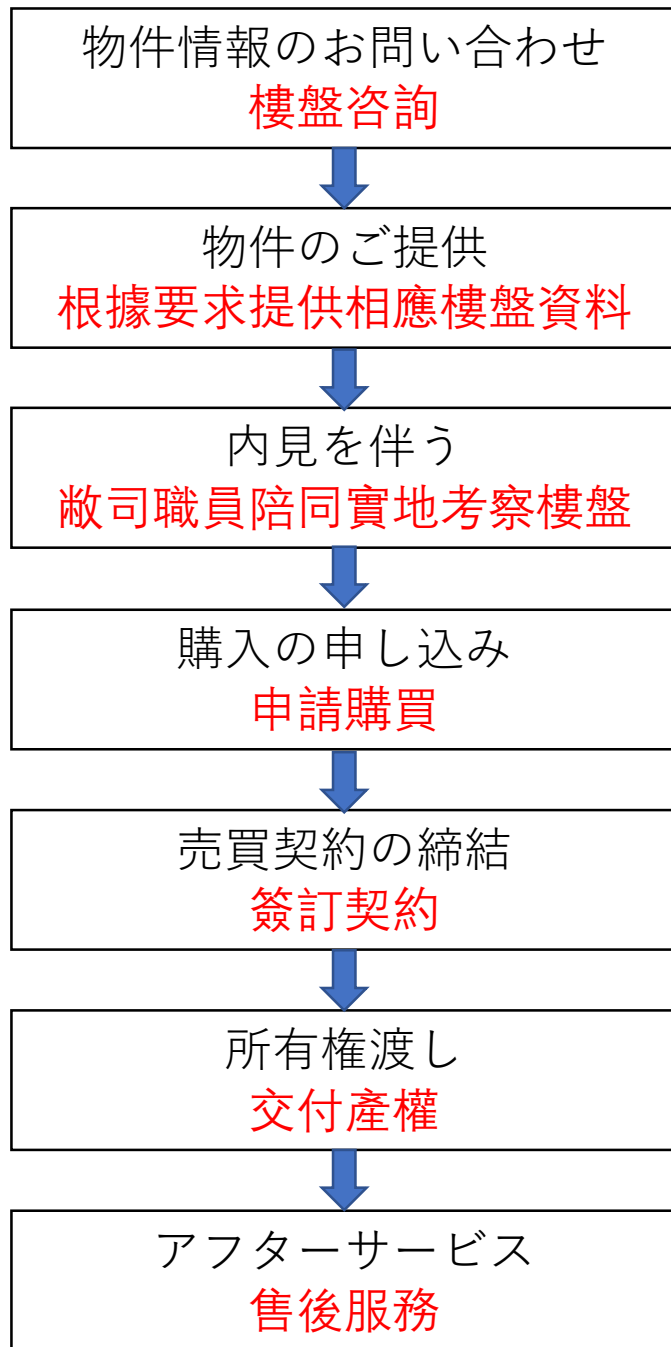 物件情報のお問い合わせ
樓盤咨詢
物件のご提供
根據要求提供相應樓盤資料
内見を伴う
敝司職員陪同實地考察樓盤
購入の申し込み
申請購買
売買契約の締結
簽訂契約
所有権渡し
交付產權
アフターサービス
售後服務